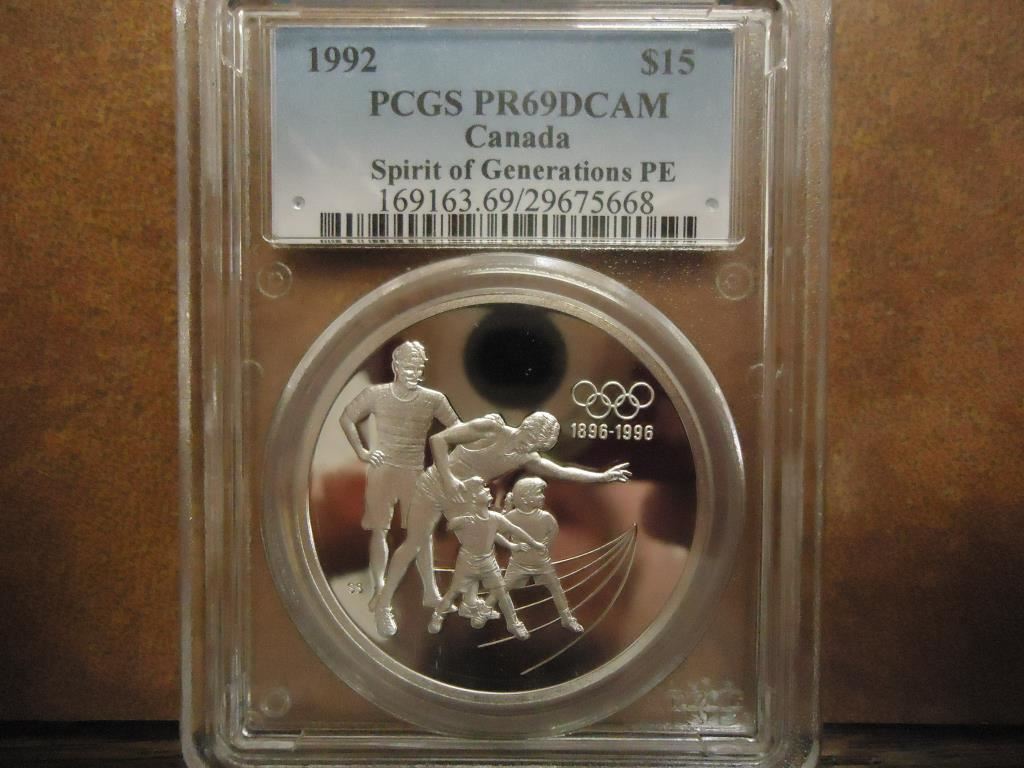 1992 $15
PCGS PR69DCAM
Canada
Spirit of Generations PE
169163.69/29675668
1896-1996